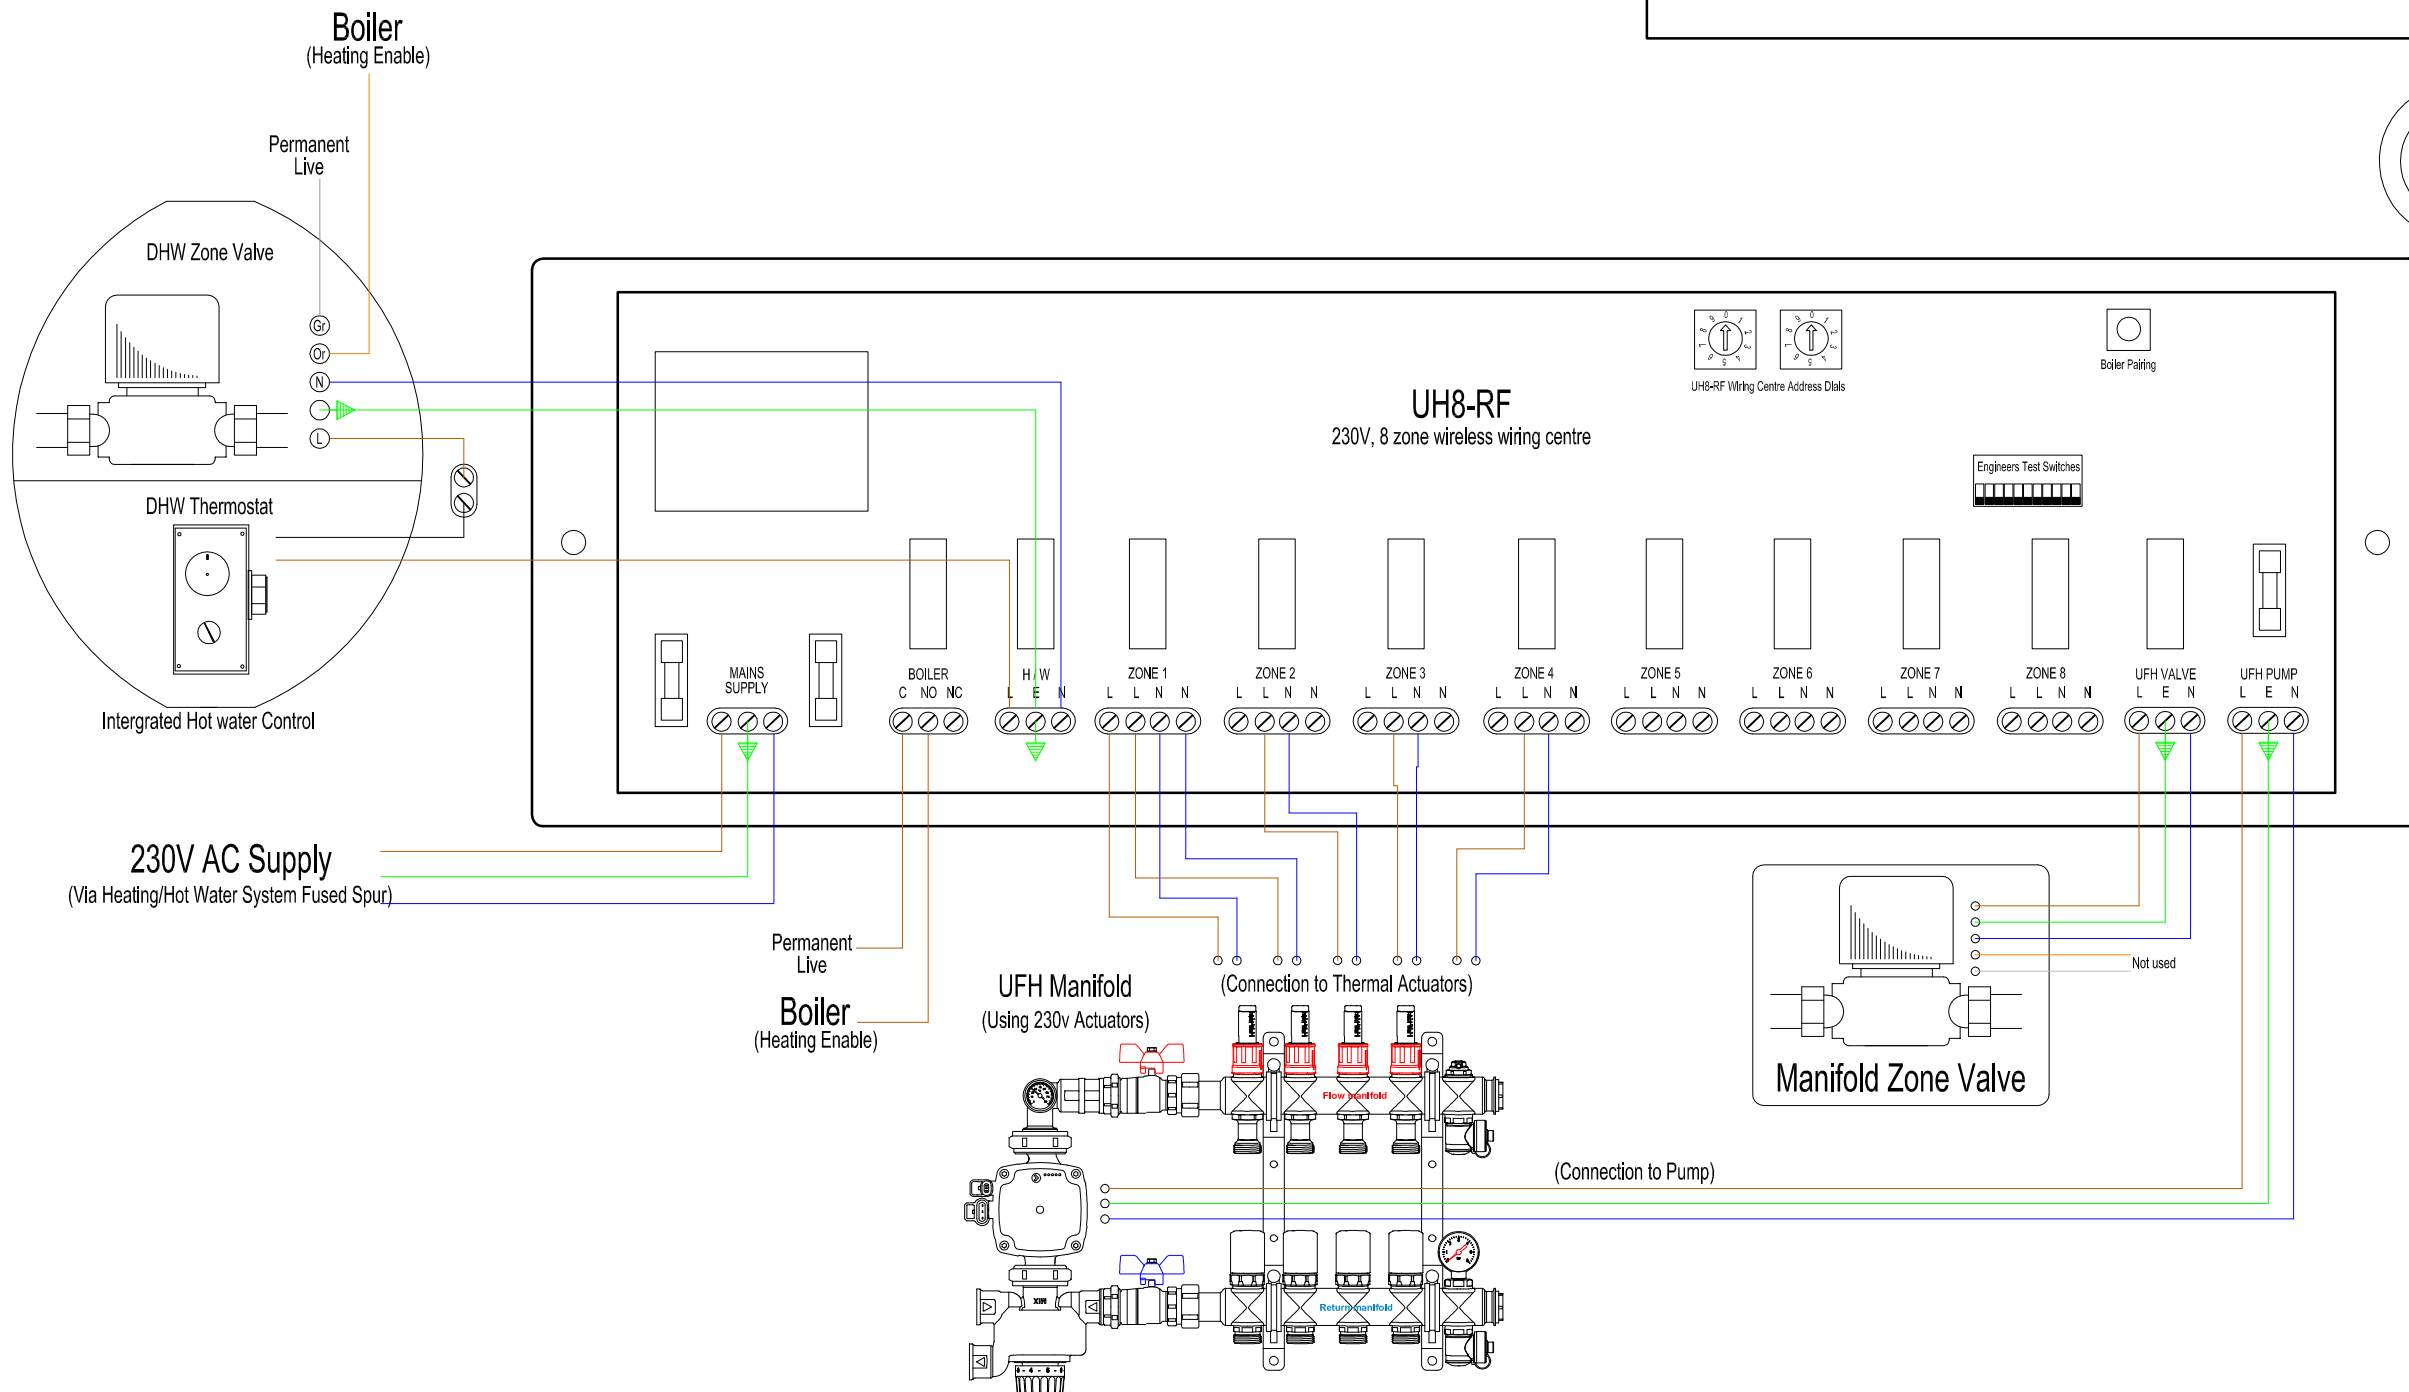 Boiler
(Heating Enable)
Permanent
Live
DHW Zone Valve
Gr
Or
N
L
DHW Thermostat
Intergrated Hot water Control
UH8-RF Wiring Centre Address Dials
Boiler Pairing
UH8-RF
230V, 8 zone wireless wiring centre
Engineers Test Switches
MAINS
SUPPLY
BOILER
C NO NC
H / W
L E N
ZONE 1
L L N N
ZONE 2
L L N N
ZONE 3
L L N N
ZONE 4
L L N N
ZONE 5
L L N N
ZONE 6
L L N N
ZONE 7
L L N N
ZONE 8
L L N N
UFH VALVE
L E N
UFH PUMP
L E N
230V AC Supply
(Via Heating/Hot Water System Fused Spur)
Permanent
Live
Boiler
(Heating Enable)
UFH Manifold
(Using 230v Actuators)
(Connection to Thermal Actuators)
Not used
Manifold Zone Valve
Flow manifold
(Connection to Pump)
Return manifold